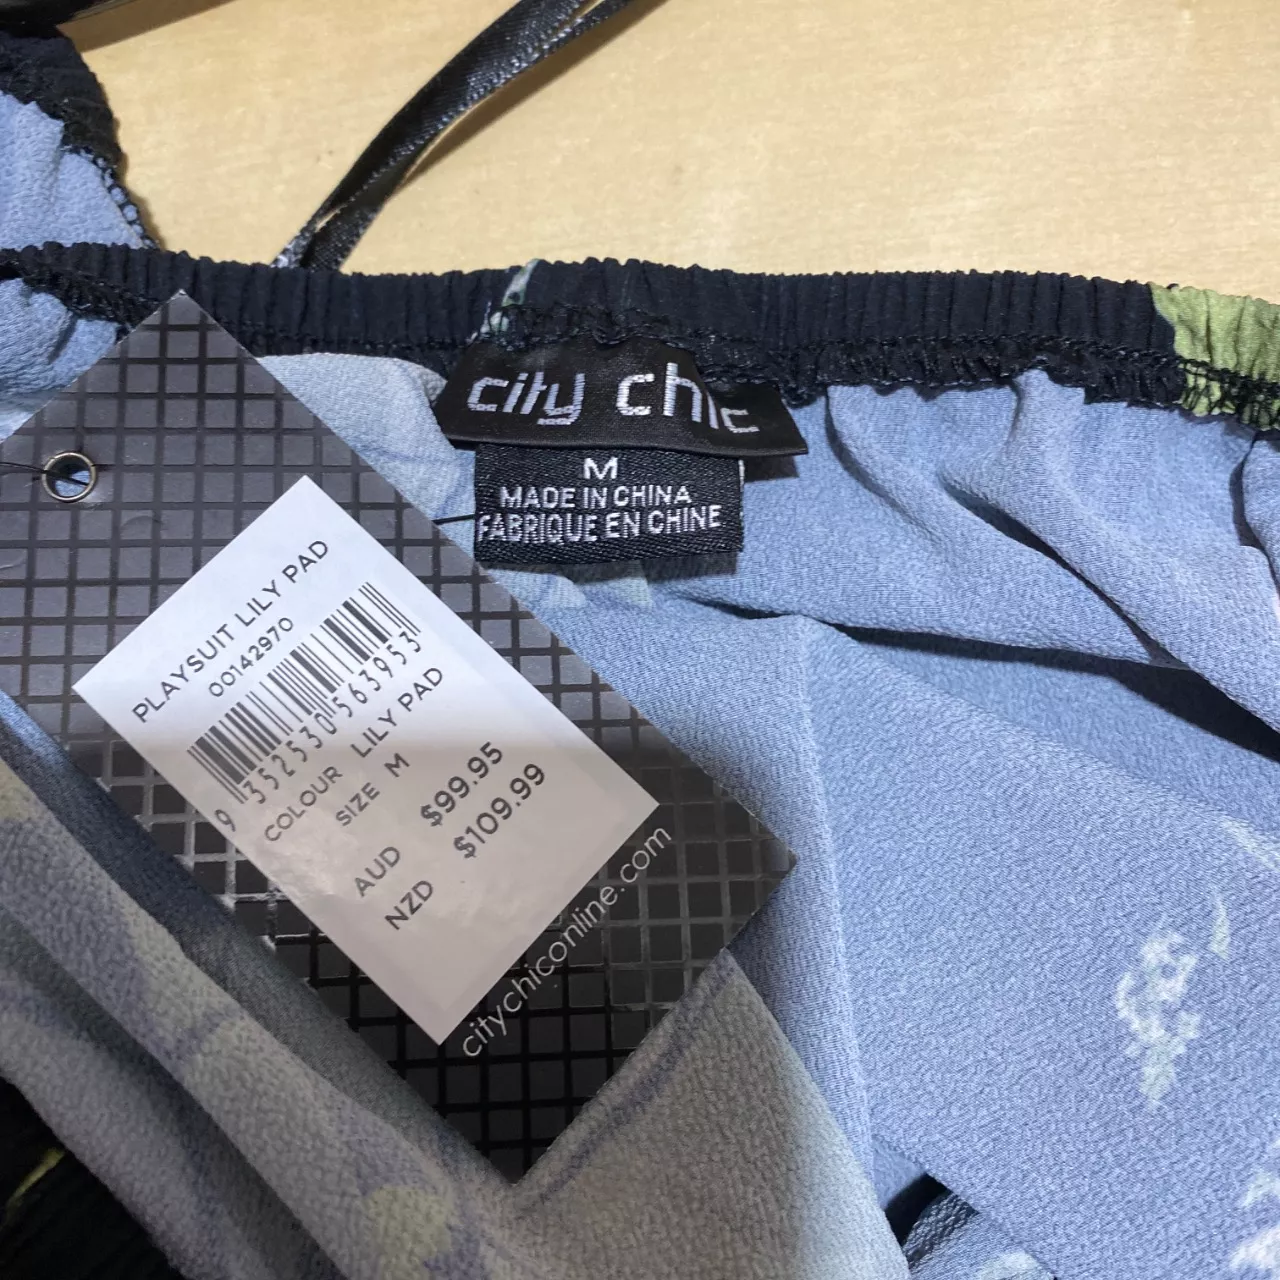 city chic
M
MADE IN CHINA
FABRIQUE EN CHINE
PLAYSUIT LILY PAD
00142970
9 352530 563953
COLOUR LILY PAD
SIZE M
AUD $99.95
NZD $109.99
citychiconline.com